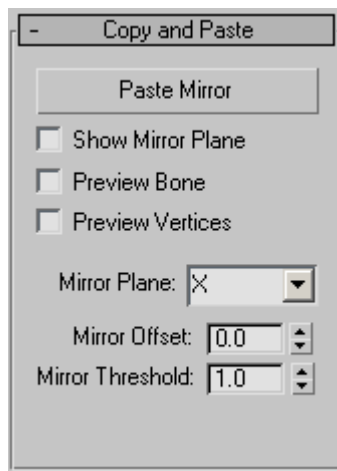 - Copy and Paste
Paste Mirror
Show Mirror Plane
Preview Bone
Preview Vertices
Mirror Plane: X
Mirror Offset: 0.0
Mirror Threshold: 1.0